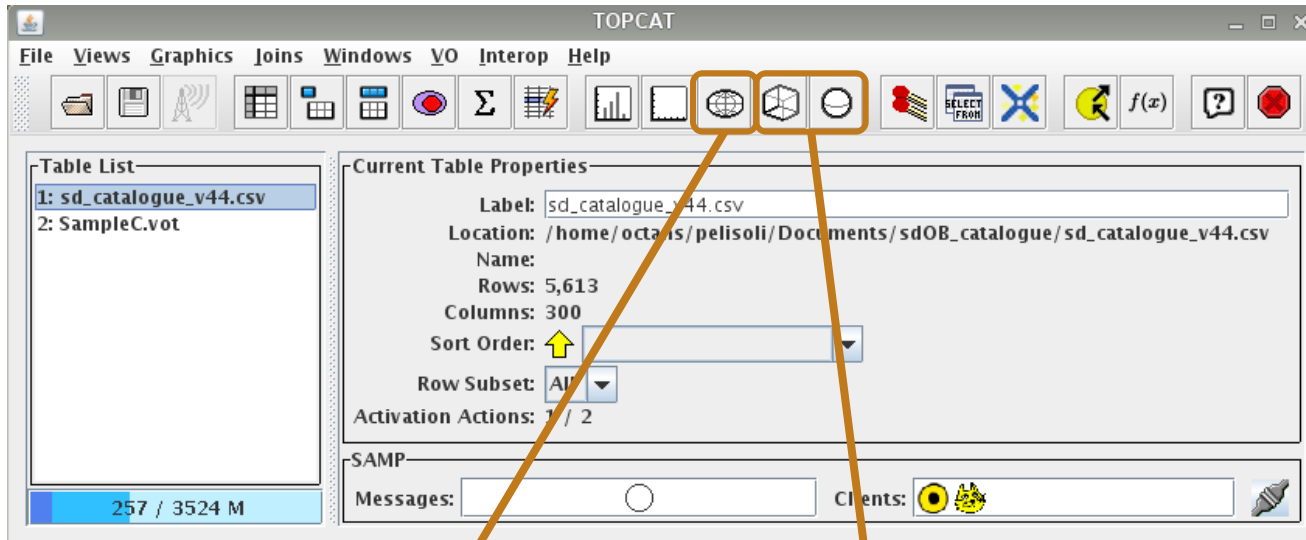 TOPCAT
File Views Graphics Joins Windows VO Interop Help
Σ SELECT FROM f(x) ?
Table List
1: sd_catalogue_v44.csv
2: SampleC.vot
257 / 3524 M
Current Table Properties
Label: sd_catalogue_v44.csv
Location: /home/octans/pelisoli/Documents/sdOB_catalogue/sd_catalogue_v44.csv
Name:
Rows: 5,613
Columns: 300
Sort Order:
Row Subset: All
Activation Actions: 1 / 2
SAMP
Messages: Clients: